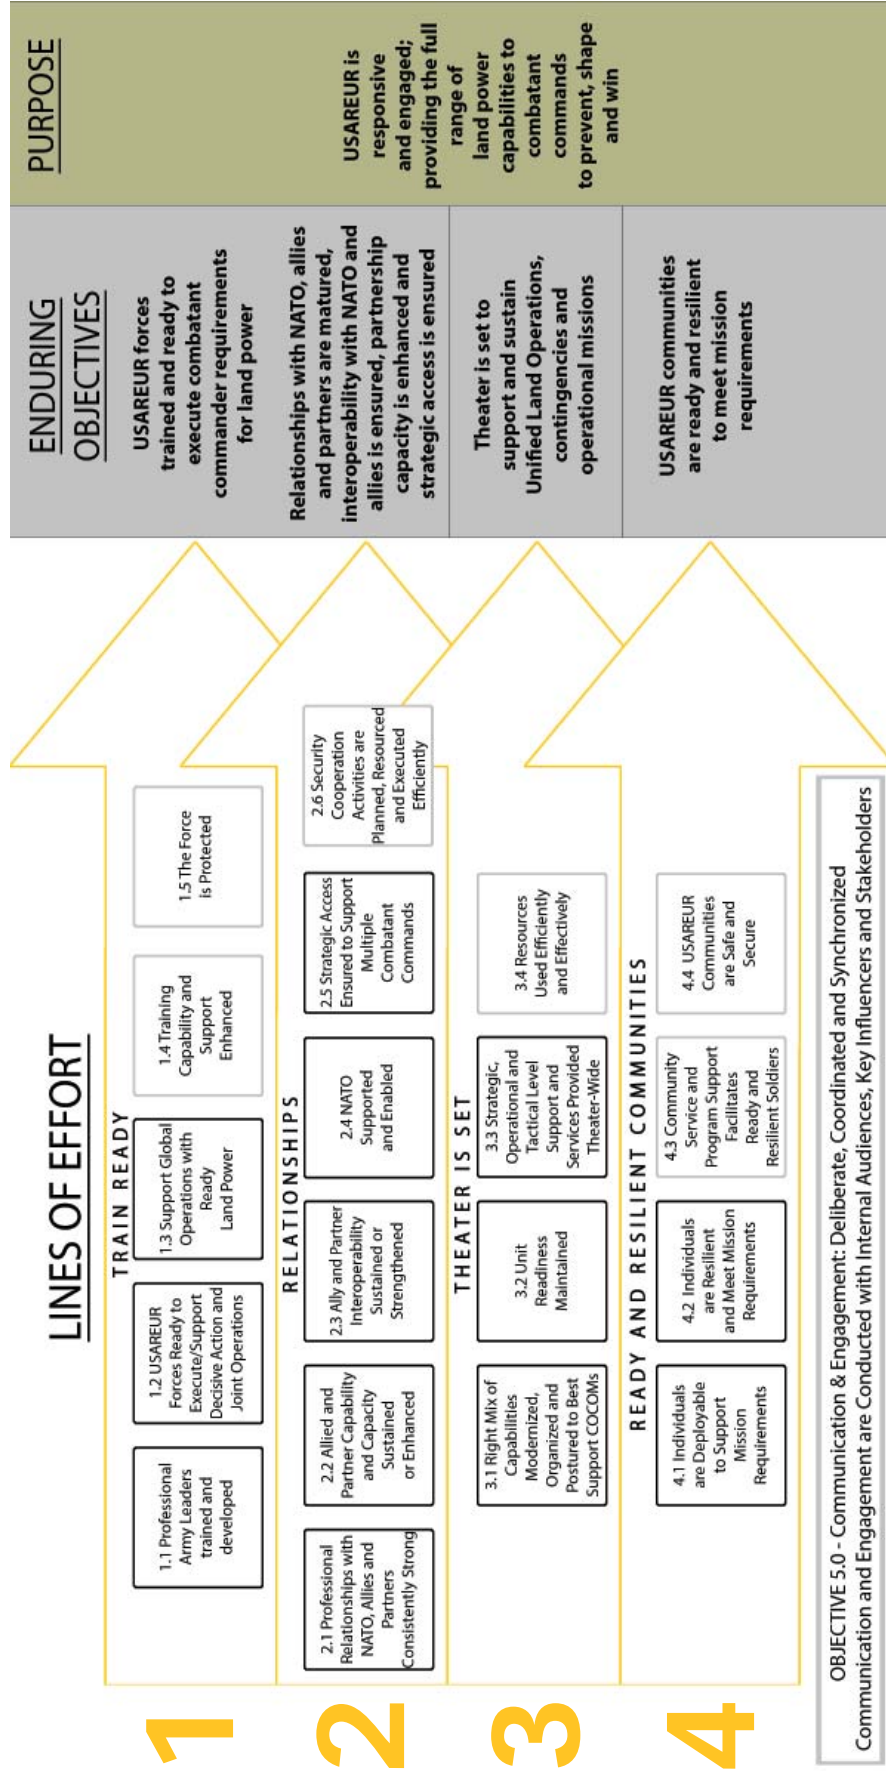 LINES OF EFFORT
ENDURING
OBJECTIVES
PURPOSE
1
TRAIN READY
1.1 Professional
Army Leaders
trained and
developed
1.2 USAREUR
Forces Ready to
Execute/Support
Decisive Action and
Joint Operations
1.3 Support Global
Operations with
Ready
Land Power
1.4 Training
Capability and
Support
Enhanced
1.5 The Force
is Protected
USAREUR forces
trained and ready to
execute combatant
commander requirements
for land power
2
RELATIONSHIPS
2.1 Professional
Relationships with
NATO, Allies and
Partners
Consistently Strong
2.2 Allied and
Partner Capability
and Capacity
Sustained
or Enhanced
2.3 Ally and Partner
Interoperability
Sustained or
Strengthened
2.4 NATO
Supported
and Enabled
2.5 Strategic Access
Ensured to Support
Multiple
Combatant
Commands
2.6 Security
Cooperation
Activities are
Planned, Resourced
and Executed
Efficiently
Relationships with NATO, allies
and partners are matured,
interoperability with NATO and
allies is ensured, partnership
capacity is enhanced and
strategic access is ensured
3
THEATER IS SET
3.1 Right Mix of
Capabilities
Modernized,
Organized and
Postured to Best
Support COCOMs
3.2 Unit
Readiness
Maintained
3.3 Strategic,
Operational and
Tactical Level
Support and
Services Provided
Theater-Wide
3.4 Resources
Used Efficiently
and Effectively
Theater is set to
support and sustain
Unified Land Operations,
contingencies and
operational missions
4
READY AND RESILIENT COMMUNITIES
4.1 Individuals
are Deployable
to Support
Mission
Requirements
4.2 Individuals
are Resilient
and Meet Mission
Requirements
4.3 Community
Service and
Program Support
Facilitates
Ready and
Resilient Soldiers
4.4 USAREUR
Communities
are Safe and
Secure
USAREUR communities
are ready and resilient
to meet mission
requirements
USAREUR is
responsive
and engaged;
providing the full
range of
land power
capabilities to
combatant
commands
to prevent, shape
and win
OBJECTIVE 5.0 - Communication & Engagement: Deliberate, Coordinated and Synchronized
Communication and Engagement are Conducted with Internal Audiences, Key Influencers and Stakeholders